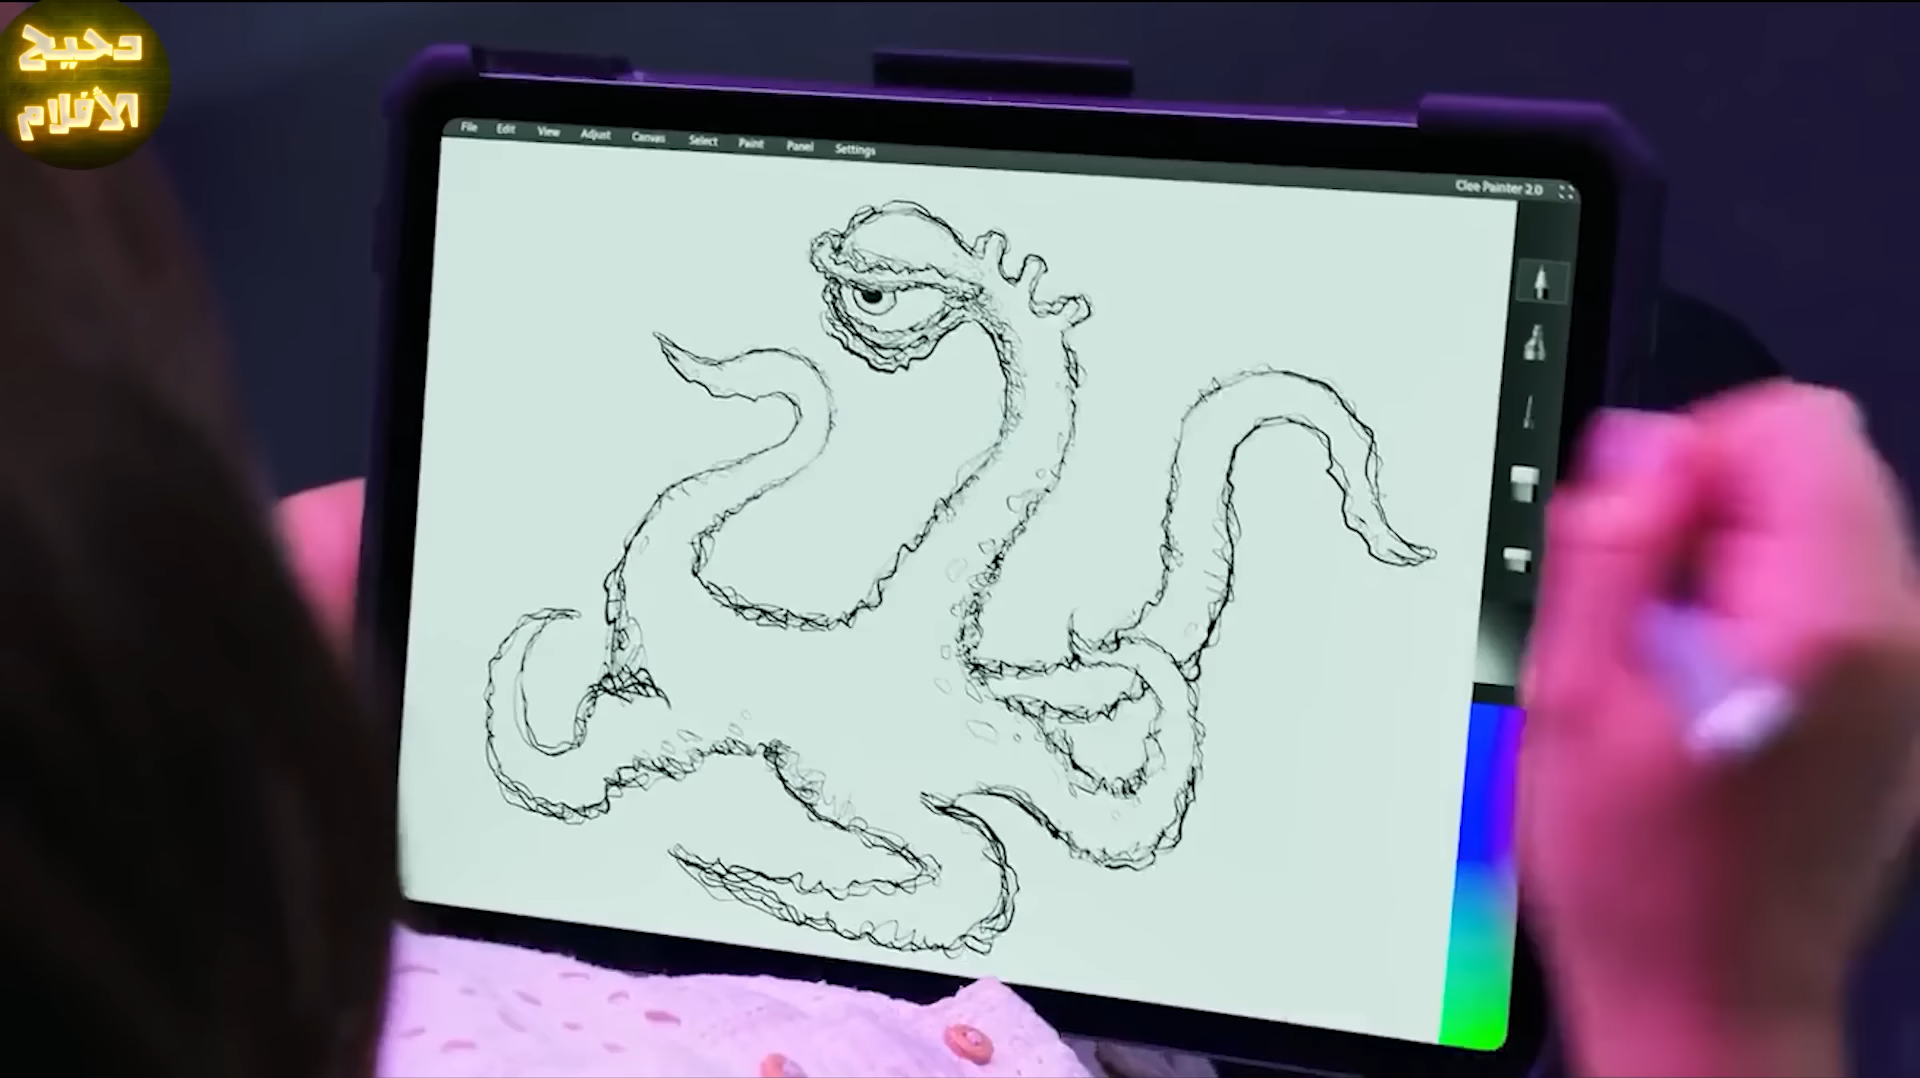 دحيح
الأفلام
File Edit View Adjust Canvas Select Paint Panel Settings
Clee Painter 2.0